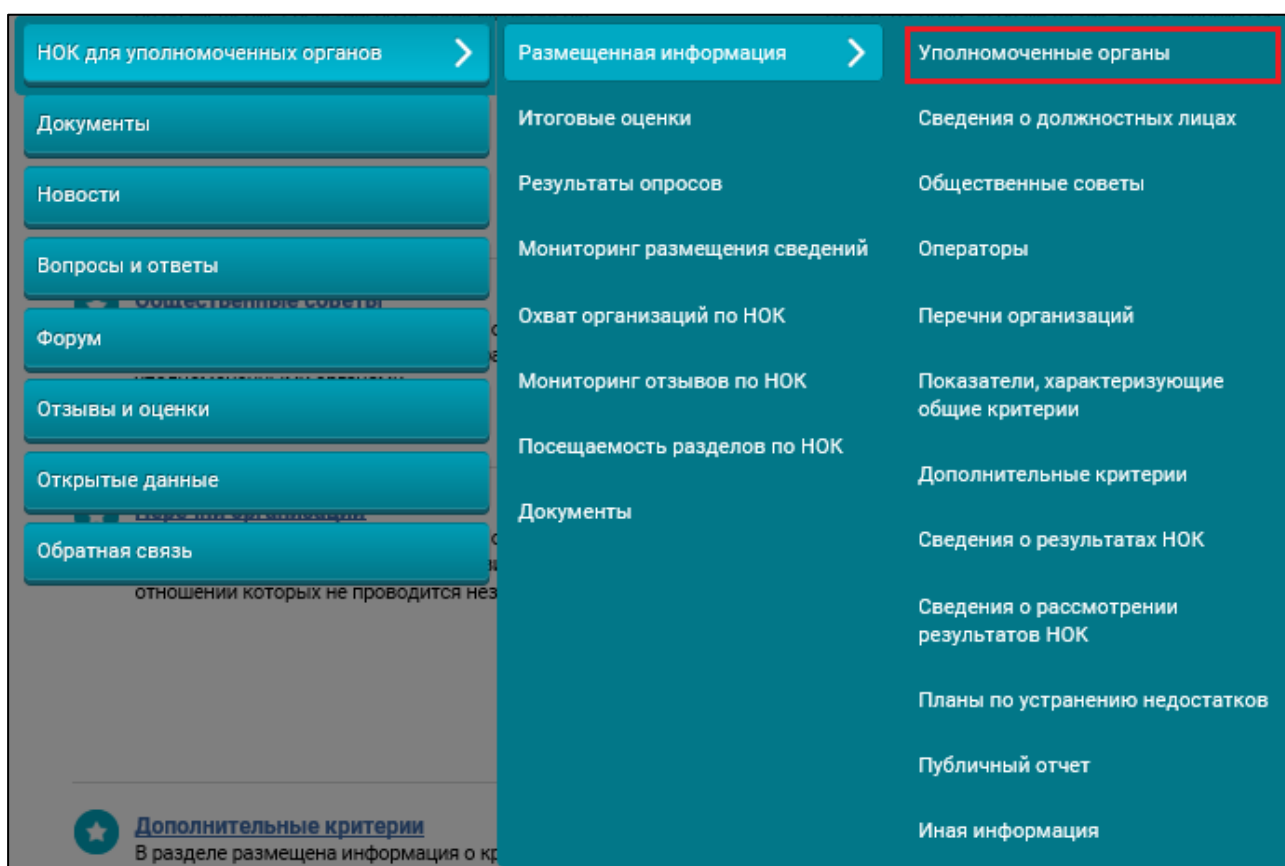 НОК для уполномоченных органов
Документы
Новости
Вопросы и ответы
Общественные советы
Форум
Отзывы и оценки
Открытые данные
Обратная связь
отношении которых не проводится нез
Дополнительные критерии
В разделе размещена информация о кр
Размещенная информация
Итоговые оценки
Результаты опросов
Мониторинг размещения сведений
Охват организаций по НОК
Мониторинг отзывов по НОК
Посещаемость разделов по НОК
Документы
Уполномоченные органы
Сведения о должностных лицах
Общественные советы
Операторы
Перечни организаций
Показатели, характеризующие
общие критерии
Дополнительные критерии
Сведения о результатах НОК
Сведения о рассмотрении
результатов НОК
Планы по устранению недостатков
Публичный отчет
Иная информация